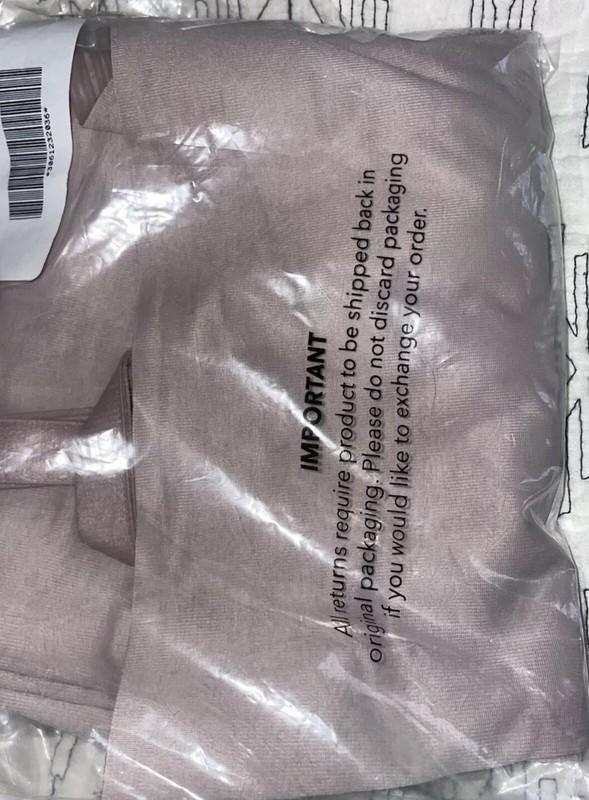 *3061232036*
IMPORTANT
All returns require product to be shipped back in
original packaging. Please do not discard packaging
if you would like to exchange your order.